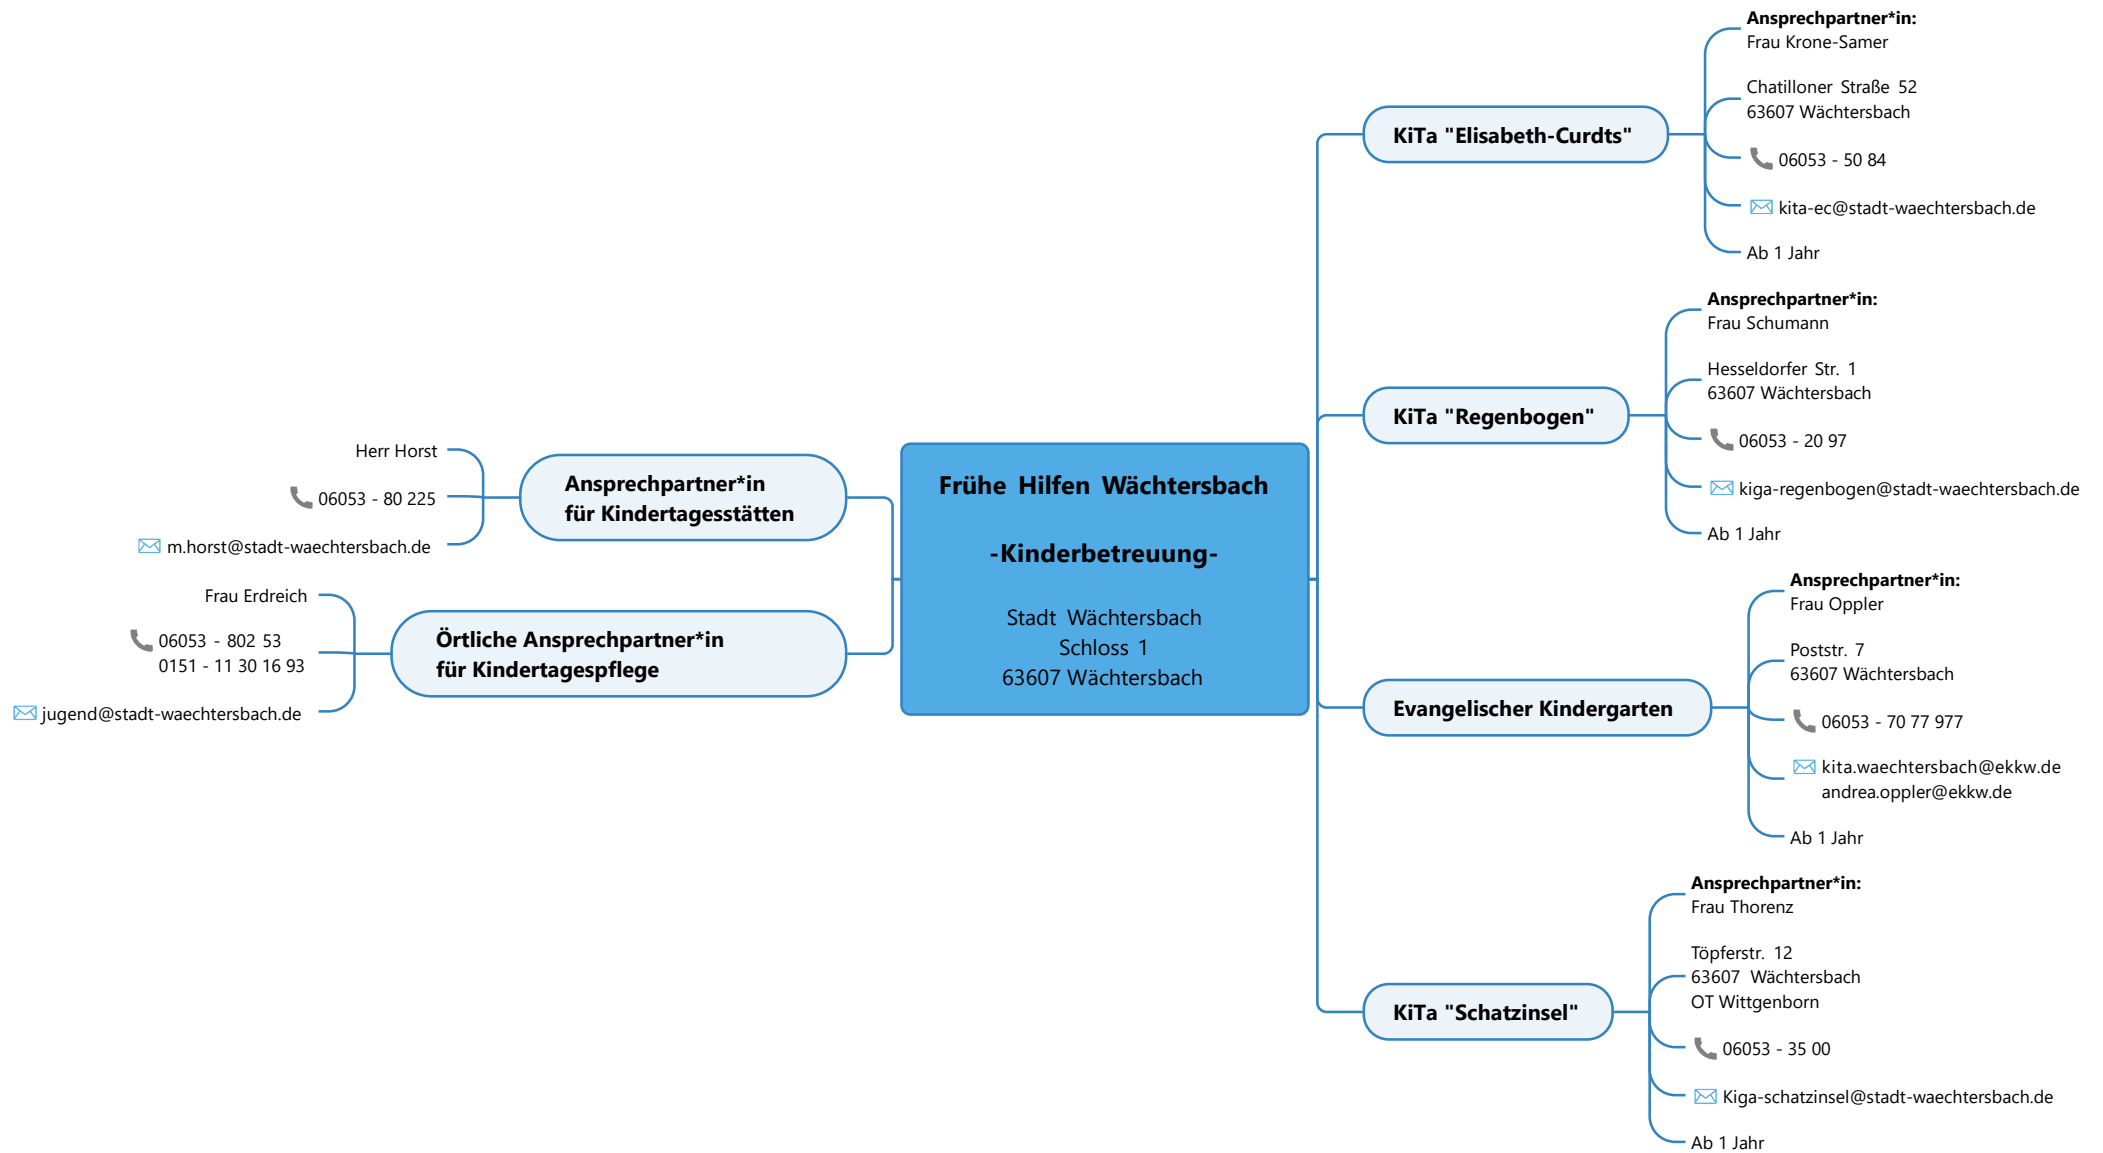 Frühe Hilfen Wächtersbach
-Kinderbetreuung-
Stadt Wächtersbach
Schloss 1
63607 Wächtersbach
Ansprechpartner*in
für Kindertagesstätten
Herr Horst
06053 - 80 225
m.horst@stadt-waechtersbach.de
Örtliche Ansprechpartner*in
für Kindertagespflege
Frau Erdreich
06053 - 802 53
0151 - 11 30 16 93
jugend@stadt-waechtersbach.de
KiTa "Elisabeth-Curdts"
Ansprechpartner*in:
Frau Krone-Samer
Chatilloner Straße 52
63607 Wächtersbach
06053 - 50 84
kita-ec@stadt-waechtersbach.de
Ab 1 Jahr
KiTa "Regenbogen"
Ansprechpartner*in:
Frau Schumann
Hesseldorfer Str. 1
63607 Wächtersbach
06053 - 20 97
kiga-regenbogen@stadt-waechtersbach.de
Ab 1 Jahr
Evangelischer Kindergarten
Ansprechpartner*in:
Frau Oppler
Poststr. 7
63607 Wächtersbach
06053 - 70 77 977
kita.waechtersbach@ekkw.de
andrea.oppler@ekkw.de
Ab 1 Jahr
KiTa "Schatzinsel"
Ansprechpartner*in:
Frau Thorenz
Töpferstr. 12
63607 Wächtersbach
OT Wittgenborn
06053 - 35 00
Kiga-schatzinsel@stadt-waechtersbach.de
Ab 1 Jahr